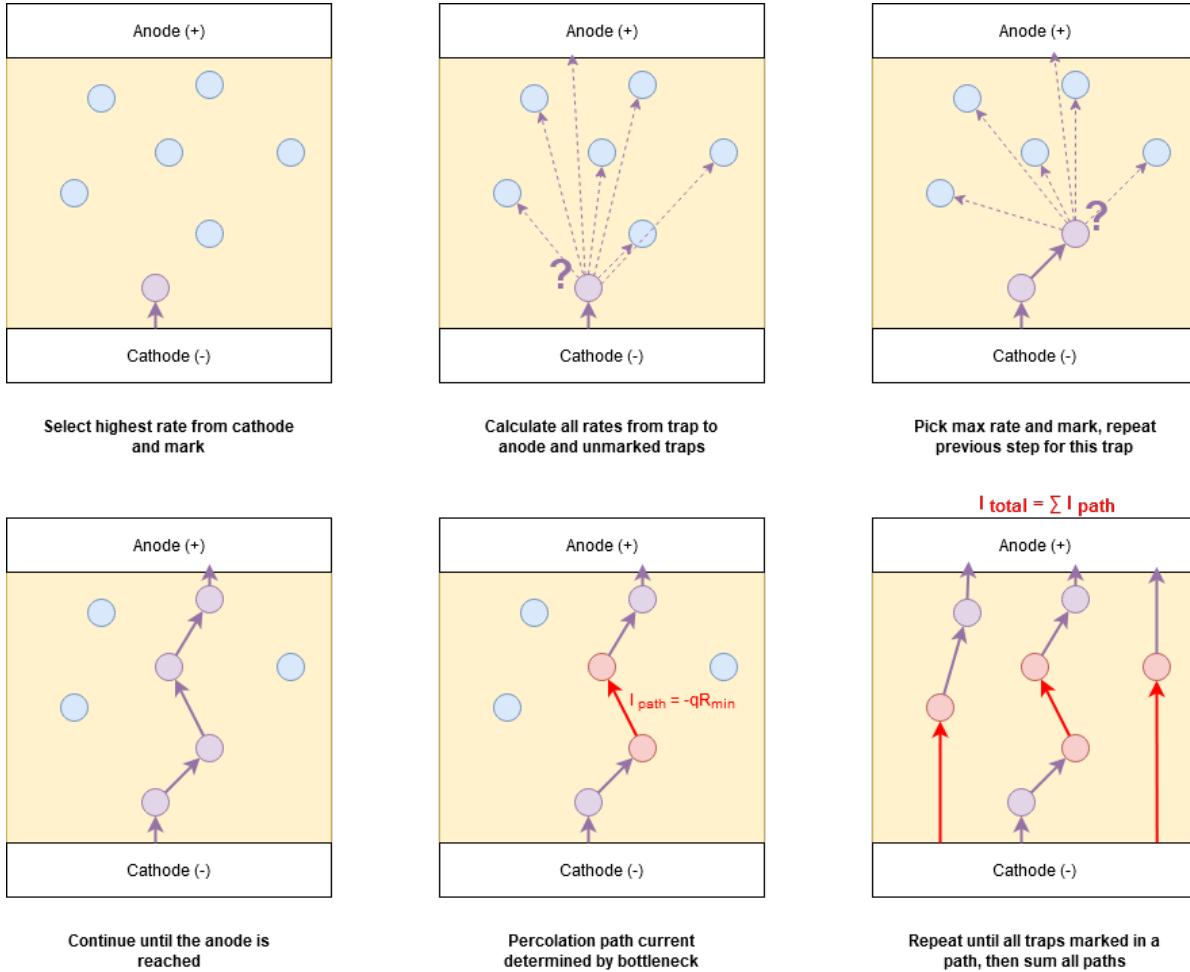 Anode (+)
Anode (+)
Anode (+)
?
?
Cathode (-)
Cathode (-)
Cathode (-)
Select highest rate from cathode
and mark
Calculate all rates from trap to
anode and unmarked traps
Pick max rate and mark, repeat
previous step for this trap
I total = ∑ I path
Anode (+)
Anode (+)
Anode (+)
I path = -qRmin
Cathode (-)
Cathode (-)
Cathode (-)
Continue until the anode is
reached
Percolation path current
determined by bottleneck
Repeat until all traps marked in a
path, then sum all paths